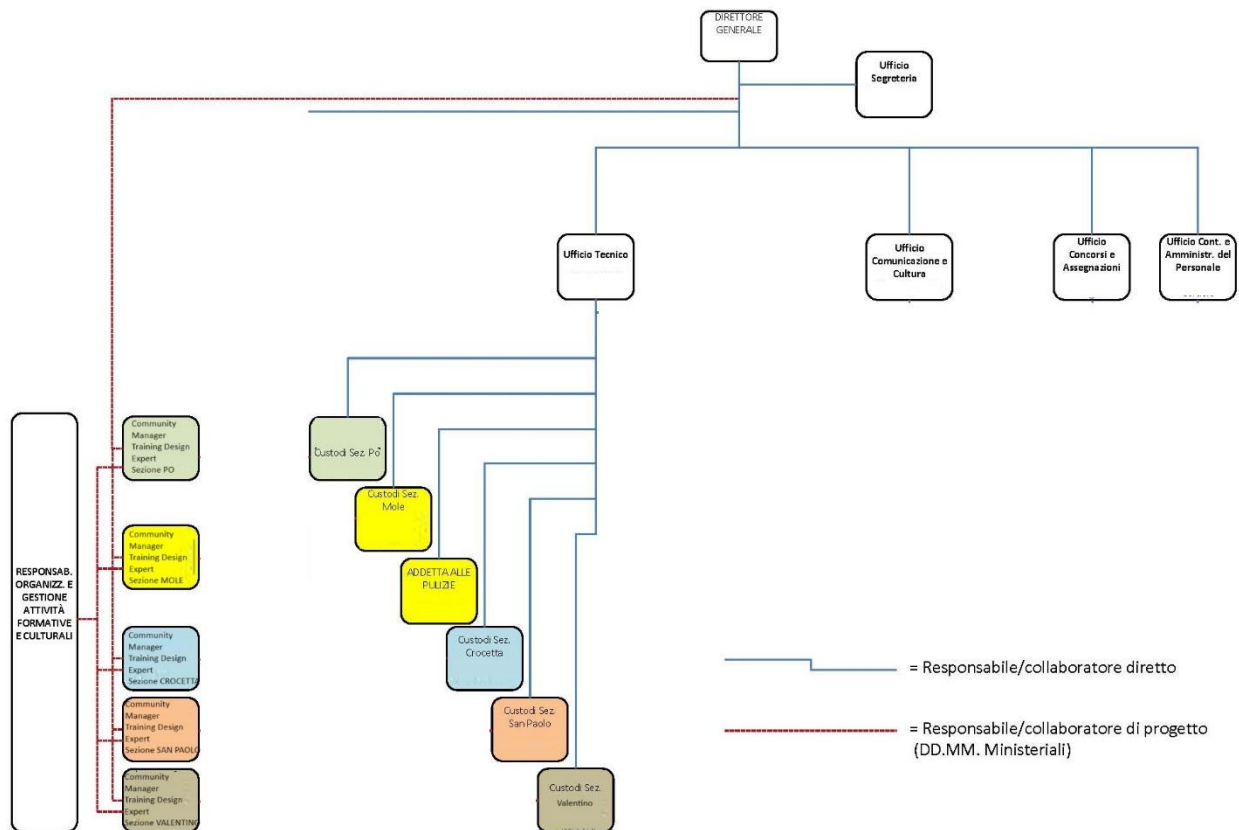 DIRETTORE
GENERALE
Ufficio
Segreteria
Ufficio Tecnico
Ufficio
Comunicazione e
Cultura
Ufficio
Concorsi e
Assegnazioni
Ufficio Cont. e
Amministr. del
Personale
RESPONSAB.
ORGANIZZ. E
GESTIONE
ATTIVITÀ
FORMATIVE
E CULTURALI
Community
Manager
Training Design
Expert
Sezione PO
Community
Manager
Training Design
Expert
Sezione MOLE
Community
Manager
Training Design
Expert
Sezione CROCETTA
Community
Manager
Training Design
Expert
Sezione SAN PAOLO
Community
Manager
Training Design
Expert
Sezione VALENTINO
Custodi Sez. Po
Custodi Sez.
Mole
ADDETTA ALLE
PULIZIE
Custodi Sez.
Crocetta
Custodi Sez.
San Paolo
Custodi Sez.
Valentino
= Responsabile/collaboratore diretto
= Responsabile/collaboratore di progetto
(DD.MM. Ministeriali)